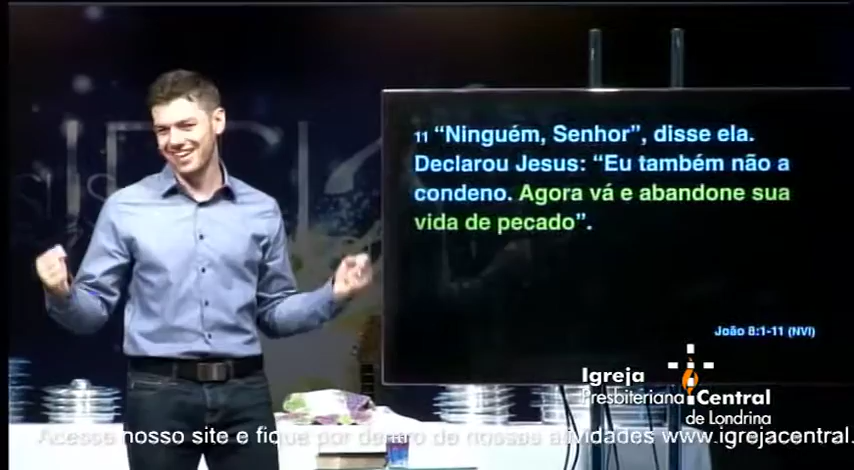 11 “Ninguém, Senhor”, disse ela.
Declarou Jesus: “Eu também não a
condeno. Agora vá e abandone sua
vida de pecado”.
João 8:1-11 (NVI)
Igreja
Presbiteriana Central
de Londrina
Acesse nosso site e fique por dentro de nossas atividades www.igrejacentral.